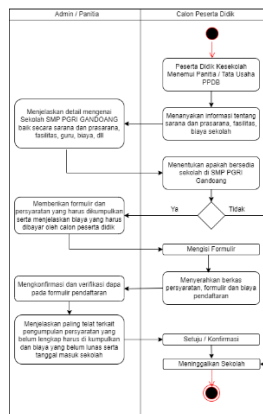 Admin / Panitia
Calon Peserta Didik
Peserta Didik Kesekolah
Menemui Panitia / Tata Usaha
PPDB
Menanyakan informasi tentang
sarana dan prasarana, fasilitas,
biaya sekolah
Menjelaskan detail mengenai
Sekolah SMP PGRI GANDOANG
baik secara sarana dan prasarana,
fasilitas, guru, biaya, dll
Menentukan apakah bersedia
sekolah di SMP PGRI
Gandoang
Ya
Tidak
Memberikan formulir dan
persyaratan yang harus dikumpulkan
serta menjelaskan biaya yang harus
dibayar oleh calon peserta didik
Mengisi Formulir
Menyerahkan berkas
persyaratan, formulir dan biaya
pendaftaran
Mengkonfirmasi dan verifikasi dapa
pada formulir pendaftaran
Menjelaskan paling telat terkait
pengumpulan persyaratan yang
belum lengkap harus di kumpulkan
dan biaya yang belum lunas serta
tanggal masuk sekolah
Setuju / Konfirmasi
Meninggalkan Sekolah